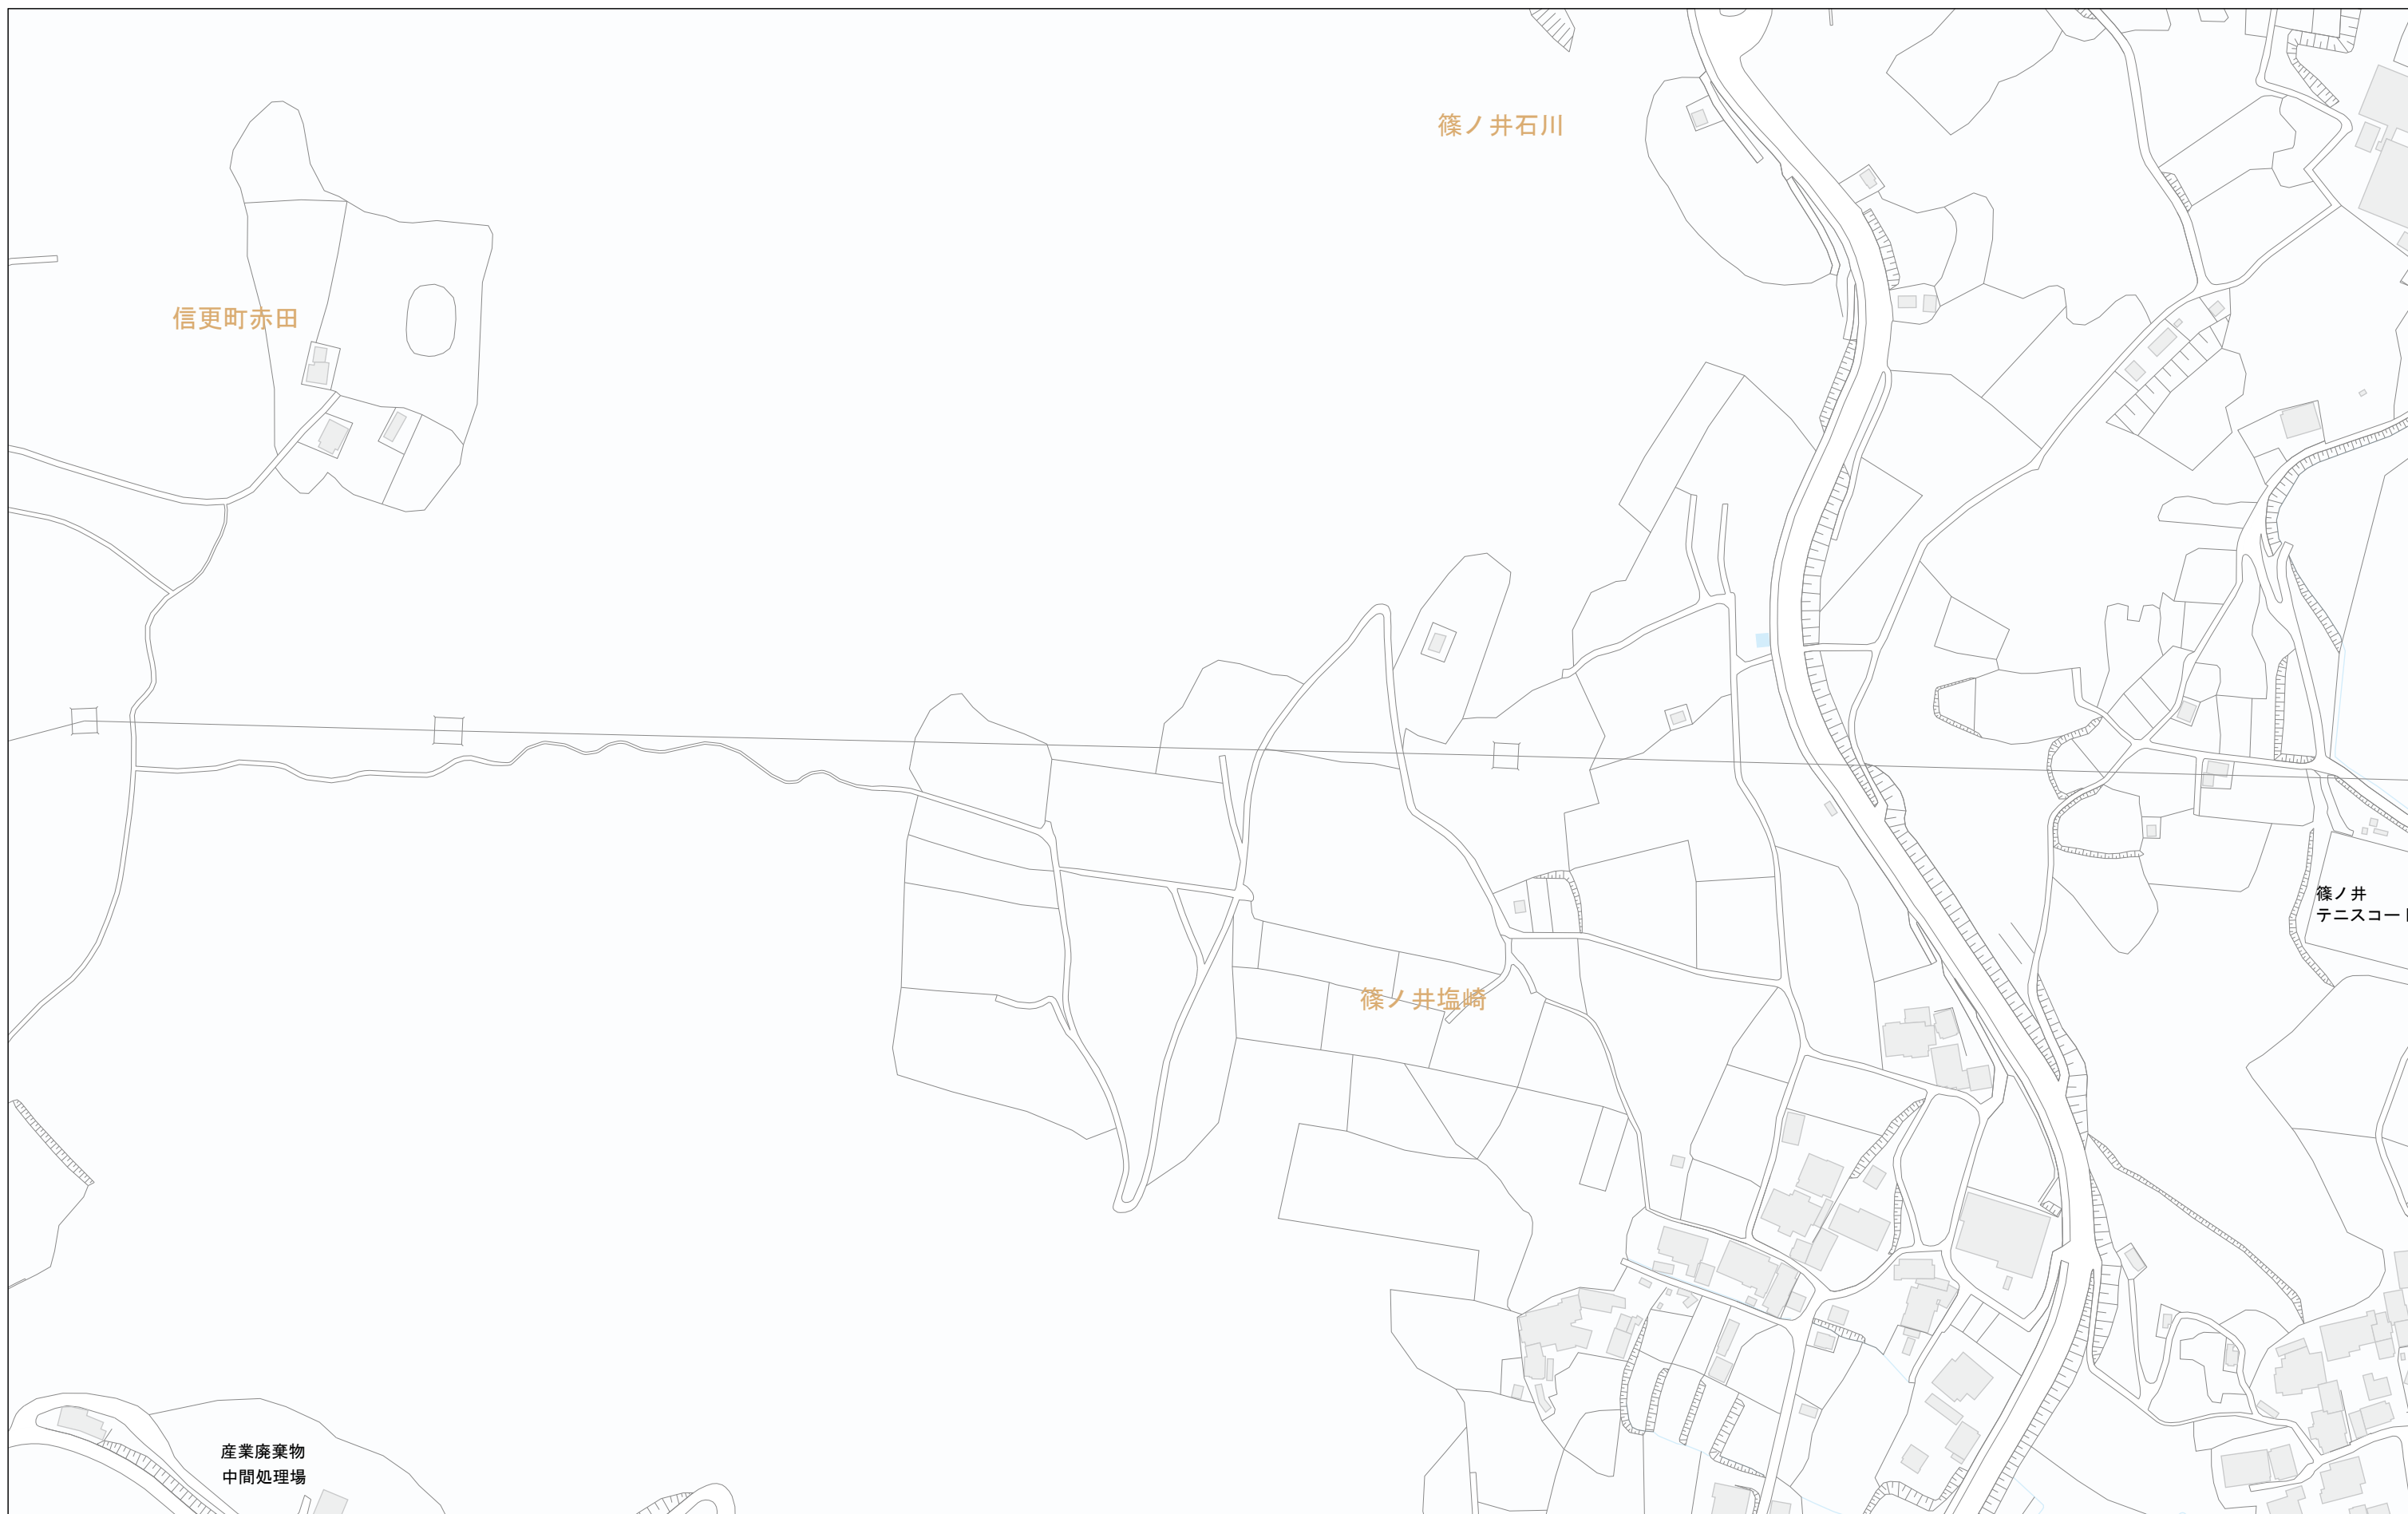 篠ノ井石川
信更町赤田
篠ノ井
テニスコート
篠ノ井塩崎
産業廃棄物
中間処理場